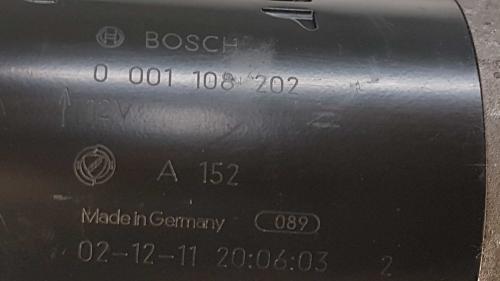 BOSCH
0 001 108 202
12V
A 152
Made in Germany 089
02-12-11 20:06:03 2